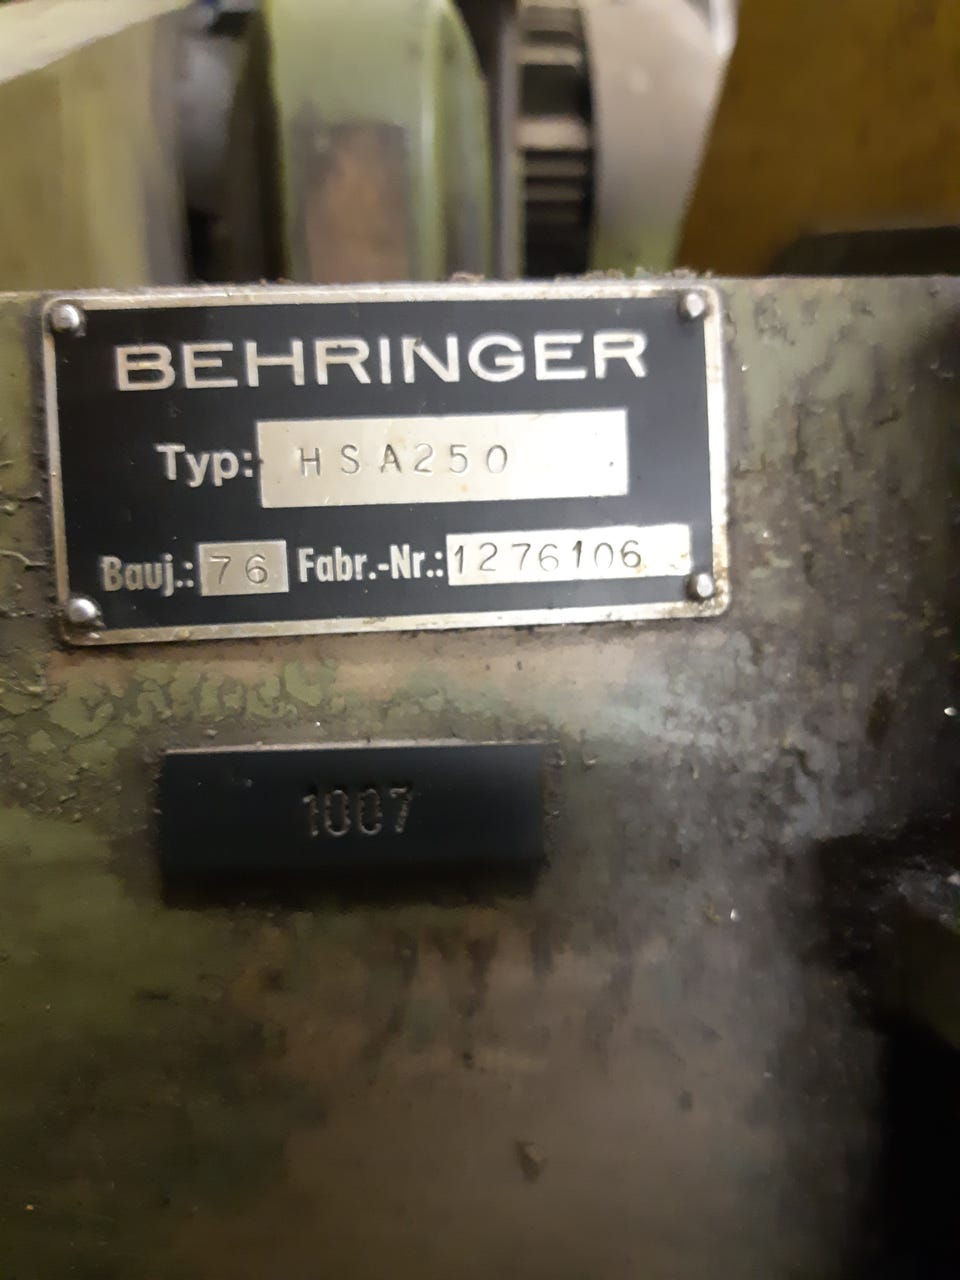 BEHRINGER
Typ: HSA250
Bauj.: 76 Fabr.-Nr.: 1276106
1007